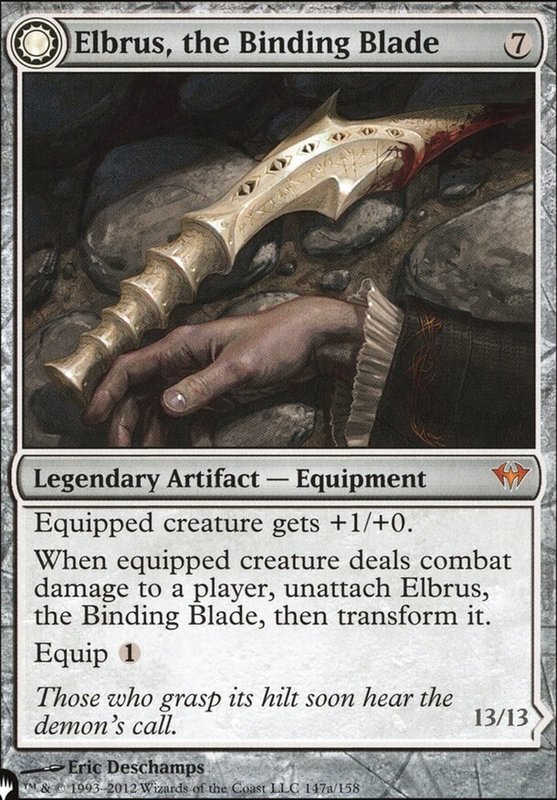 Elbrus, the Binding Blade 7
Legendary Artifact — Equipment
Equipped creature gets +1/+0.
When equipped creature deals combat
damage to a player, unattach Elbrus,
the Binding Blade, then transform it.
Equip 1
Those who grasp its hilt soon hear the
demon's call.
13/13
Eric Deschamps
™ & © 1993–2012 Wizards of the Coast LLC 147a/158